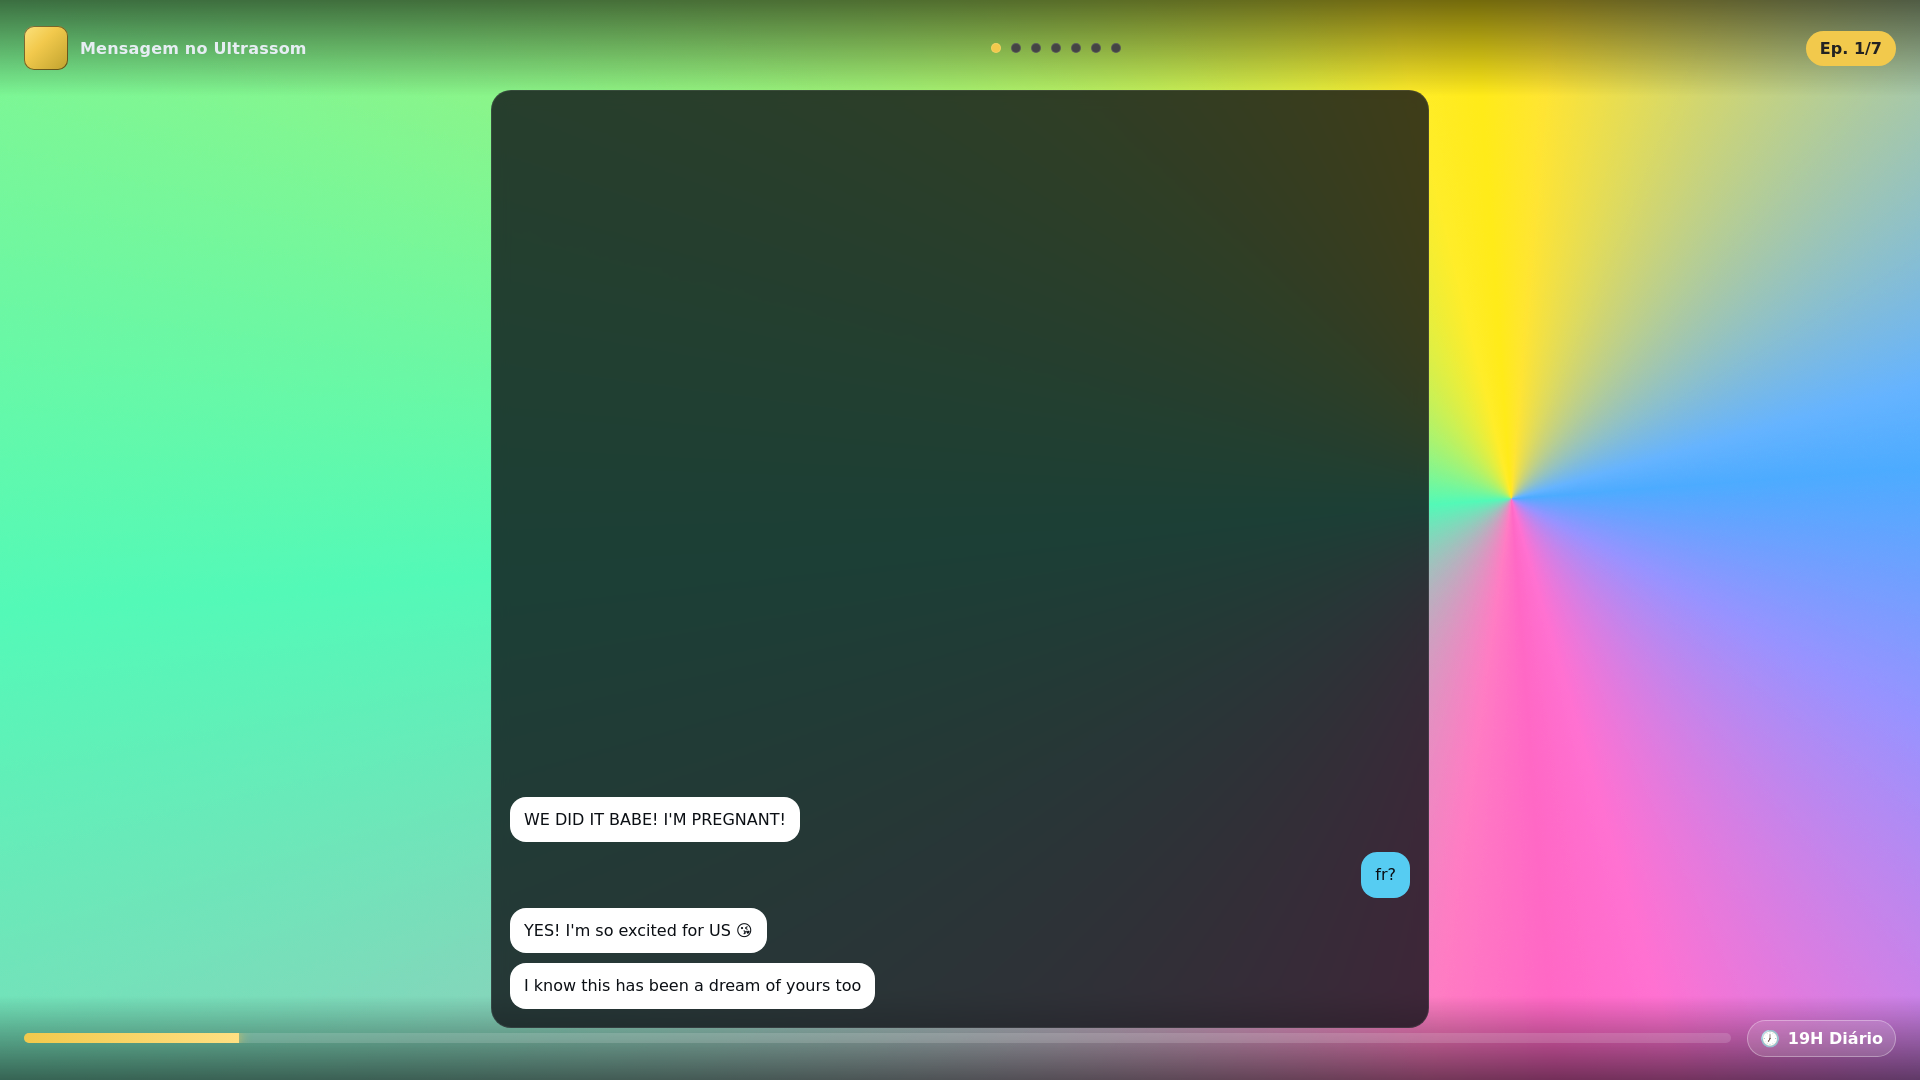 Mensagem no Ultrassom
Ep. 1/7
WE DID IT BABE! I'M PREGNANT!
fr?
YES! I'm so excited for US 😘
I know this has been a dream of yours too
🕖 19H Diário